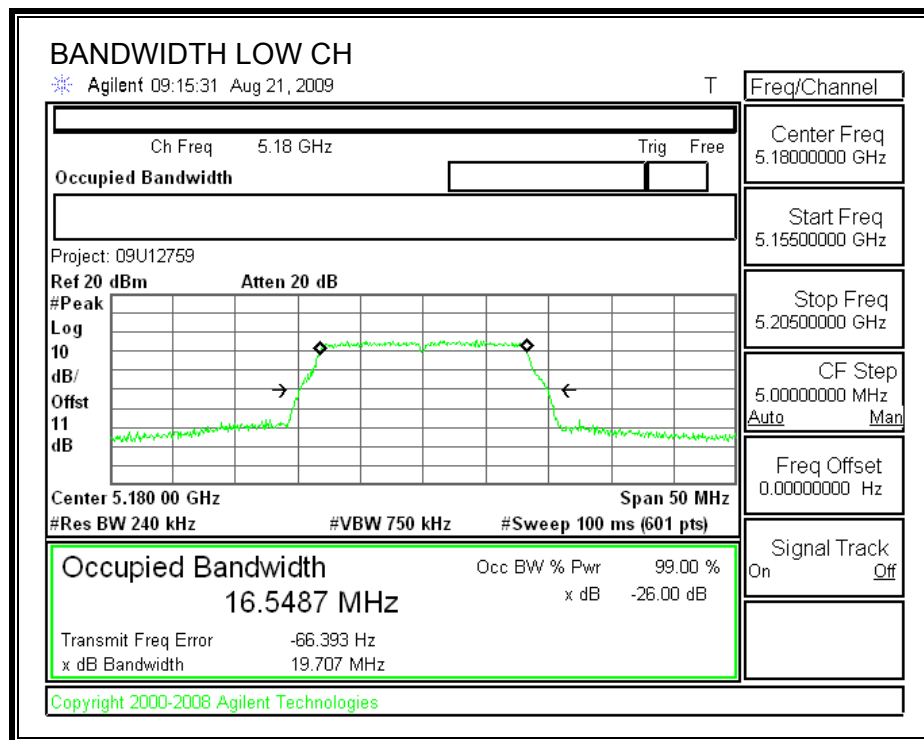 BANDWIDTH LOW CH
Agilent 09:15:31 Aug 21, 2009 T
Freq/Channel
Ch Freq 5.18 GHz Trig Free
Occupied Bandwidth
Center Freq
5.18000000 GHz
Start Freq
5.15500000 GHz
Stop Freq
5.20500000 GHz
CF Step
5.00000000 MHz
Auto Man
Freq Offset
0.00000000 Hz
Signal Track
On Off
Project: 09U12759
Ref 20 dBm Atten 20 dB
#Peak
Log
10
dB/
Offst
11
dB
Center 5.180 00 GHz Span 50 MHz
#Res BW 240 kHz #VBW 750 kHz #Sweep 100 ms (601 pts)
Occupied Bandwidth Occ BW % Pwr 99.00 %
16.5487 MHz x dB -26.00 dB
Transmit Freq Error -66.393 Hz
x dB Bandwidth 19.707 MHz
Copyright 2000-2008 Agilent Technologies